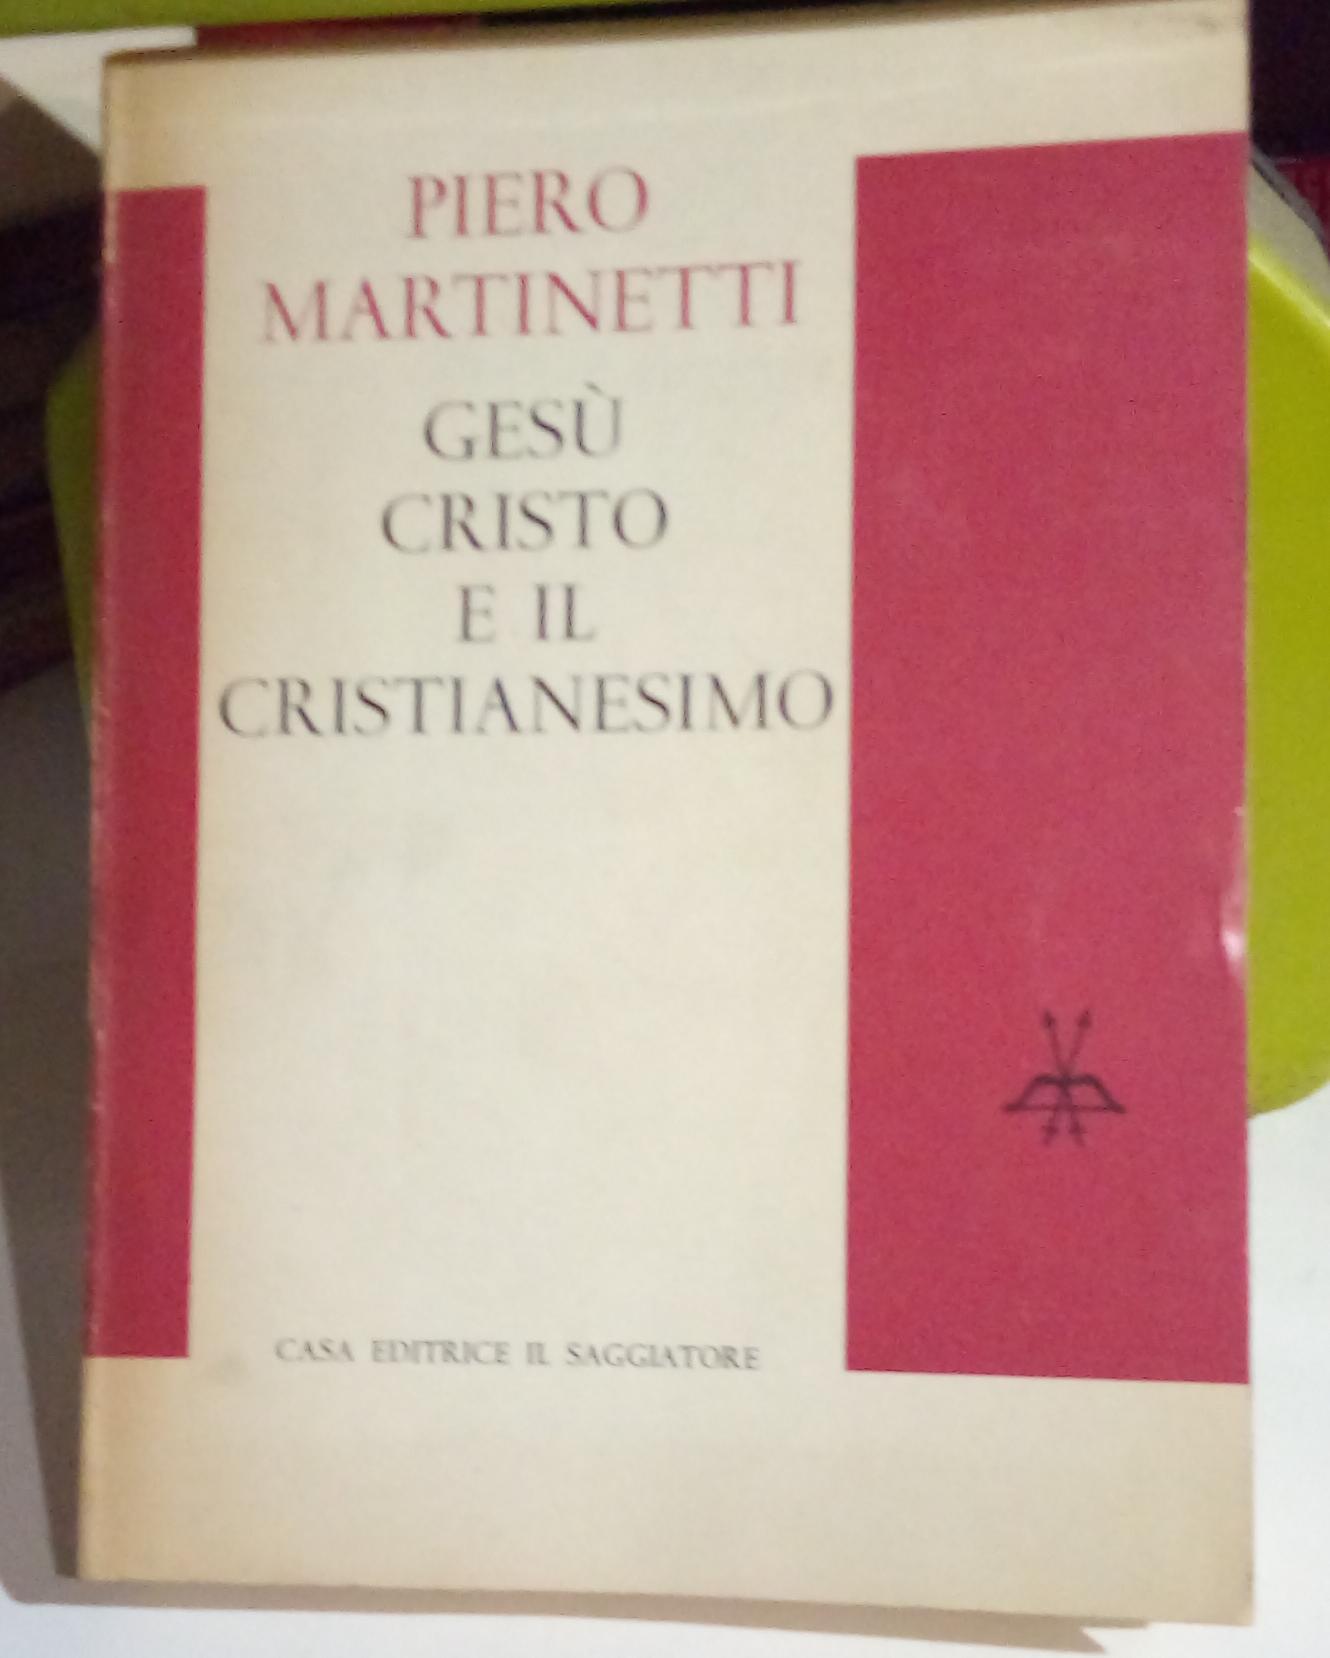 PIERO
MARTINETTI
GESÙ
CRISTO
E IL
CRISTIANESIMO
CASA EDITRICE IL SAGGIATORE